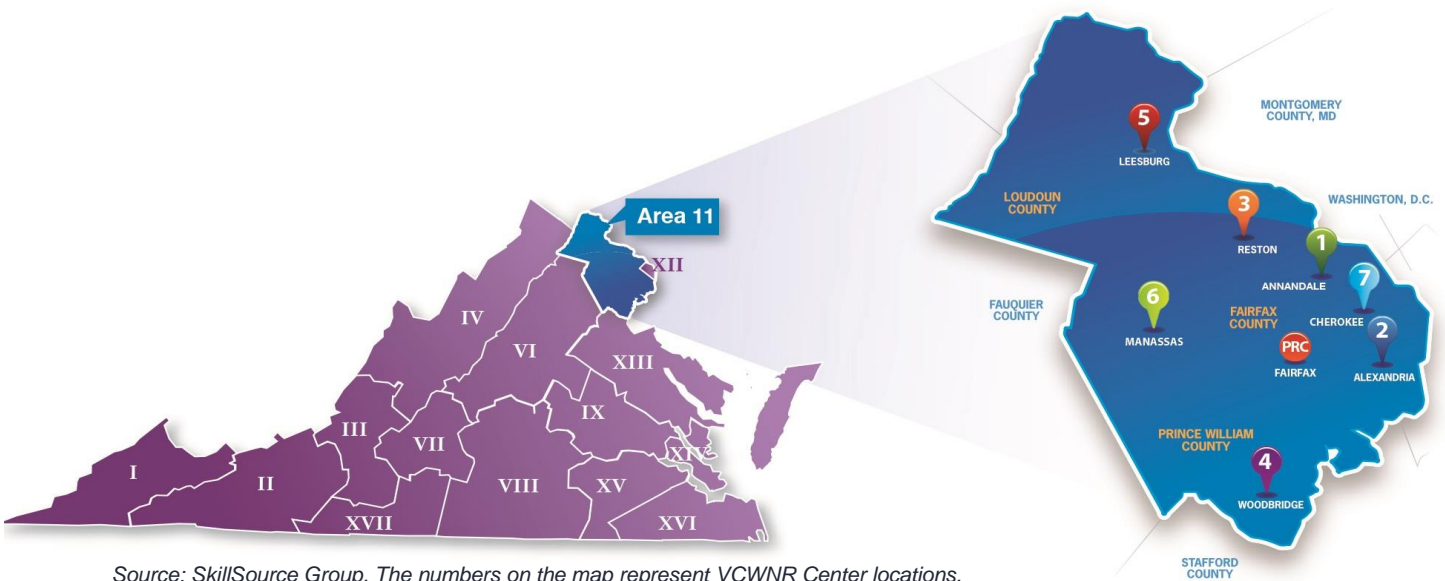 Area 11
XII
IV
VI
XIII
IX
III
VII
XIV
I
II
VIII
XV
XVII
XVI
5
LEESBURG
MONTGOMERY
COUNTY, MD
LOUDOUN
COUNTY
3
RESTON
WASHINGTON, D.C.
1
ANNANDALE
7
CHEROKEE
FAUQUIER
COUNTY
6
MANASSAS
FAIRFAX
COUNTY
2
ALEXANDRIA
PRC
FAIRFAX
PRINCE WILLIAM
COUNTY
4
WOODBRIDGE
STAFFORD
COUNTY
Source: SkillSource Group. The numbers on the map represent VCWNR Center locations.